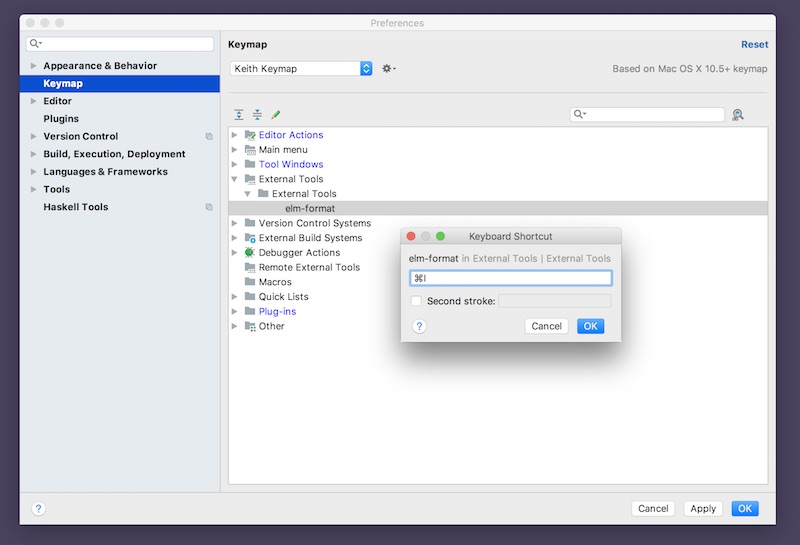 Preferences
Keymap
Reset
Keith Keymap
Based on Mac OS X 10.5+ keymap
Appearance & Behavior
Keymap
Editor
Plugins
Version Control
Build, Execution, Deployment
Languages & Frameworks
Tools
Haskell Tools
Editor Actions
Main menu
Tool Windows
External Tools
External Tools
elm-format
Version Control Systems
External Build Systems
Debugger Actions
Remote External Tools
Macros
Quick Lists
Plug-ins
Other
Keyboard Shortcut
elm-format in External Tools | External Tools
⌘I
Second stroke:
?
Cancel
OK
?
Cancel
Apply
OK